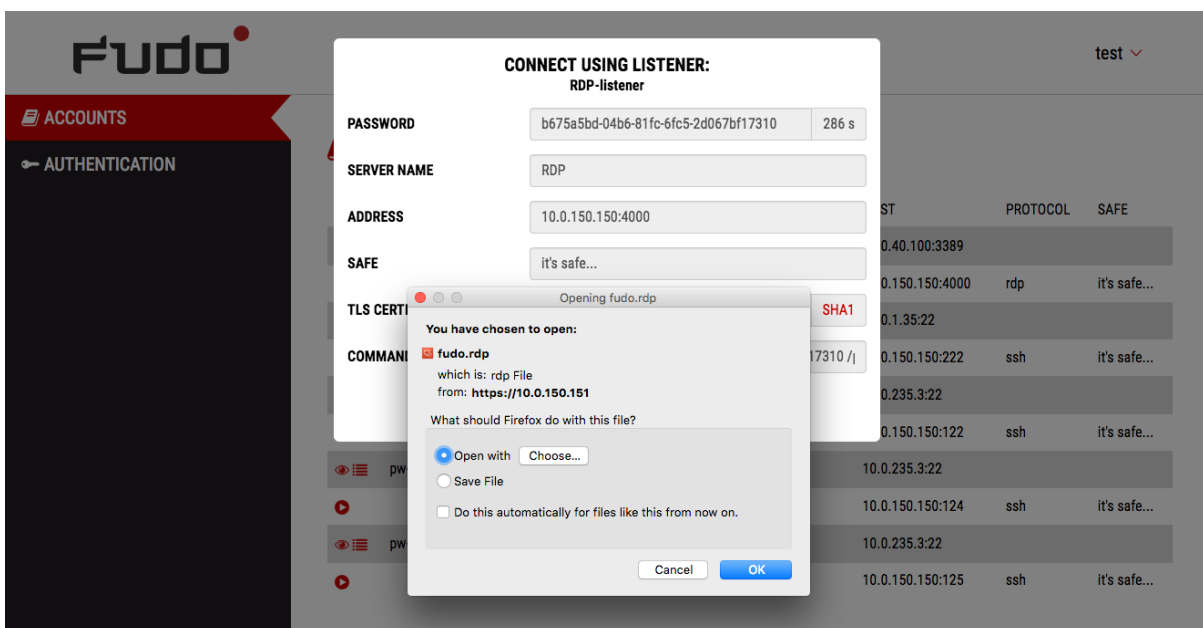 Fudo
test
ACCOUNTS
AUTHENTICATION
CONNECT USING LISTENER:
RDP-listener
PASSWORD b675a5bd-04b6-81fc-6fc5-2d067bf17310 286 s
SERVER NAME RDP
ADDRESS 10.0.150.150:4000
SAFE it's safe...
TLS CERTI SHA1
COMMAN 17310 /p
Opening fudo.rdp
You have chosen to open:
fudo.rdp
which is: rdp File
from: https://10.0.150.151
What should Firefox do with this file?
Open with Choose...
Save File
Do this automatically for files like this from now on.
Cancel OK
ST PROTOCOL SAFE
0.40.100:3389
0.150.150:4000 rdp it's safe...
0.1.35:22
0.150.150:222 ssh it's safe...
0.235.3:22
0.150.150:122 ssh it's safe...
pw- 10.0.235.3:22
10.0.150.150:124 ssh it's safe...
pw- 10.0.235.3:22
10.0.150.150:125 ssh it's safe...